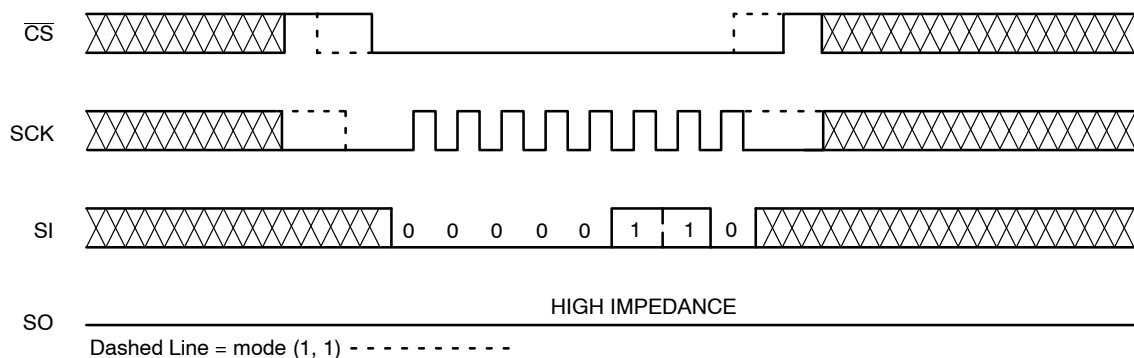 CS
SCK
SI 0 0 0 0 0 1 1 0
HIGH IMPEDANCE
SO
Dashed Line = mode (1, 1) - - - - - - - - - -